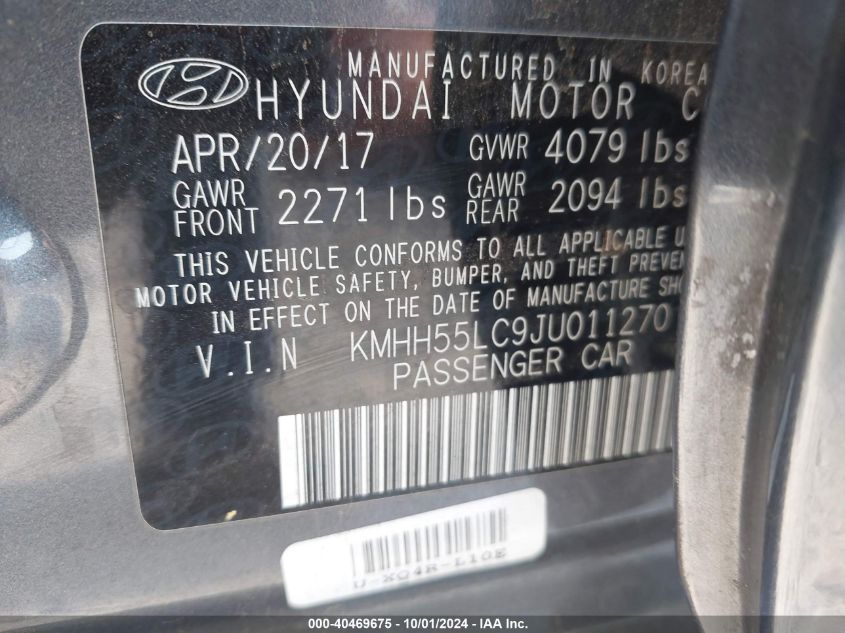 MANUFACTURED IN KOREA
HYUNDAI MOTOR C
APR/20/17 GVWR 4079 lbs
GAWR FRONT 2271 lbs GAWR REAR 2094 lbs
THIS VEHICLE CONFORMS TO ALL APPLICABLE U
MOTOR VEHICLE SAFETY, BUMPER, AND THEFT PREVEN
IN EFFECT ON THE DATE OF MANUFACTURE SHO
V.I.N KMHH55LC9JU011270
PASSENGER CAR
000-40469675 - 10/01/2024 - IAA Inc.